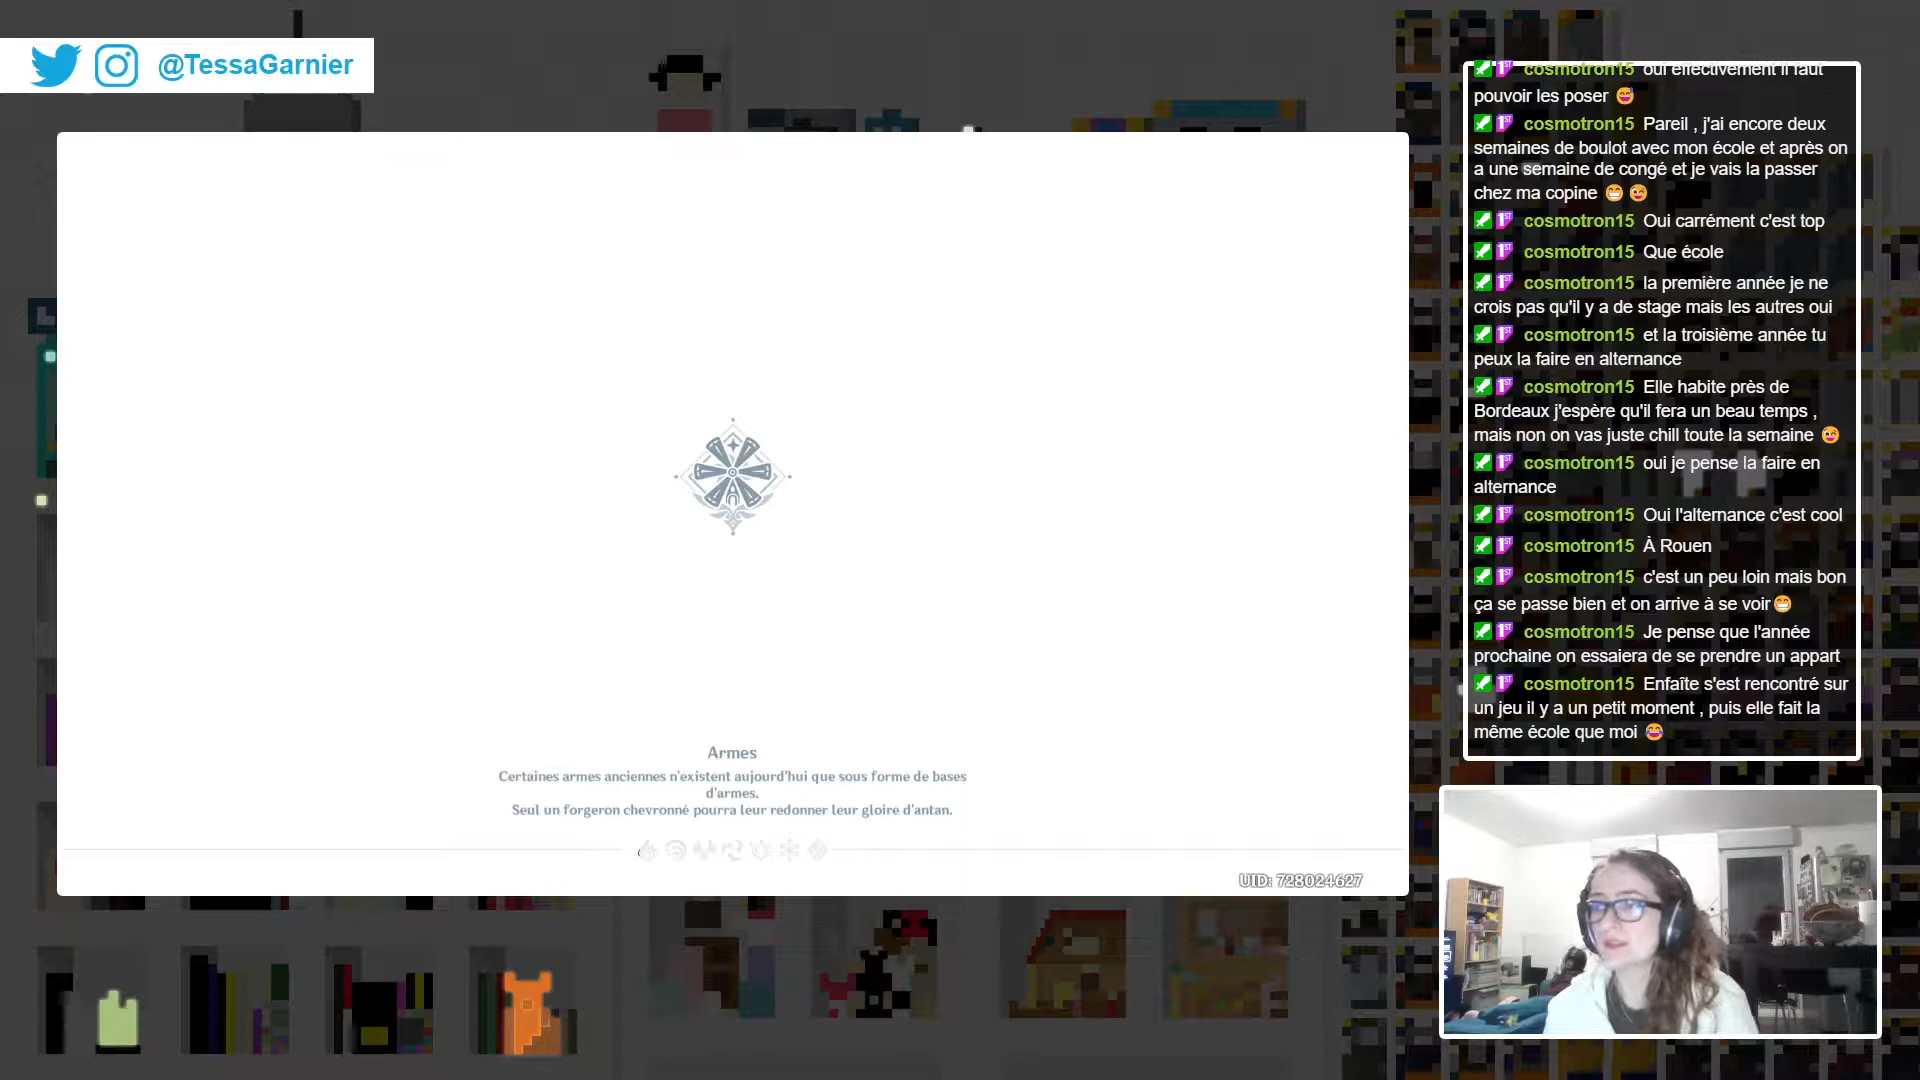 @TessaGarnier
cosmotron15 oui effectivement il faut
pouvoir les poser
cosmotron15 Pareil , j'ai encore deux
semaines de boulot avec mon école et après on
a une semaine de congé et je vais la passer
chez ma copine
cosmotron15 Oui carrément c'est top
cosmotron15 Que école
cosmotron15 la première année je ne
crois pas qu'il y a de stage mais les autres oui
cosmotron15 et la troisième année tu
peux la faire en alternance
cosmotron15 Elle habite près de
Bordeaux j'espère qu'il fera un beau temps ,
mais non on vas juste chill toute la semaine
cosmotron15 oui je pense la faire en
alternance
cosmotron15 Oui l'alternance c'est cool
cosmotron15 À Rouen
cosmotron15 c'est un peu loin mais bon
ça se passe bien et on arrive à se voir
cosmotron15 Je pense que l'année
prochaine on essaiera de se prendre un appart
cosmotron15 Enfaîte s'est rencontré sur
un jeu il y a un petit moment , puis elle fait la
même école que moi
Armes
Certaines armes anciennes n'existent aujourd'hui que sous forme de bases
d'armes.
Seul un forgeron chevronné pourra leur redonner leur gloire d'antan.
UID: 728024627